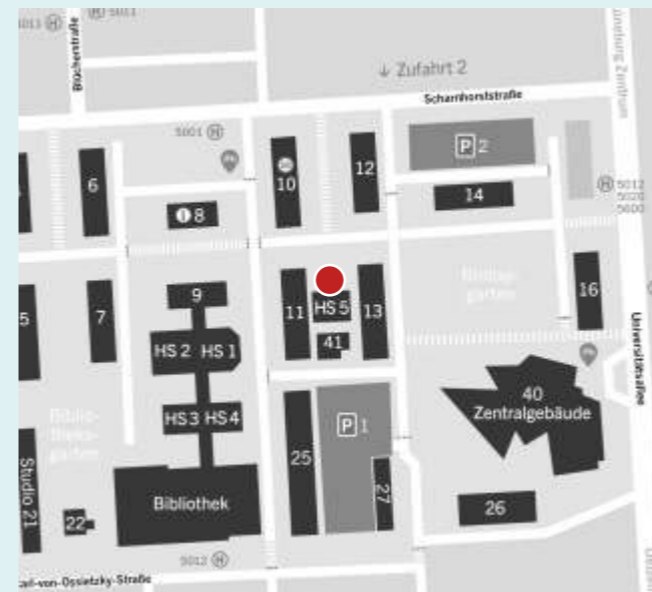 5011
Blücherstraße
↓ Zufahrt 2
Scharnhorststraße
5001 H
P 2
6
10
12
14
5012
5020
5600
i 8
9
11
HS 5
13
16
5
7
HS 2 HS 1
41
Universitätsallee
HS 3 HS 4
P 1
40
Zentralgebäude
25
27
Studio 21
Bibliothek
22
26
5012 H
arl-von-Ossietzky-Straße